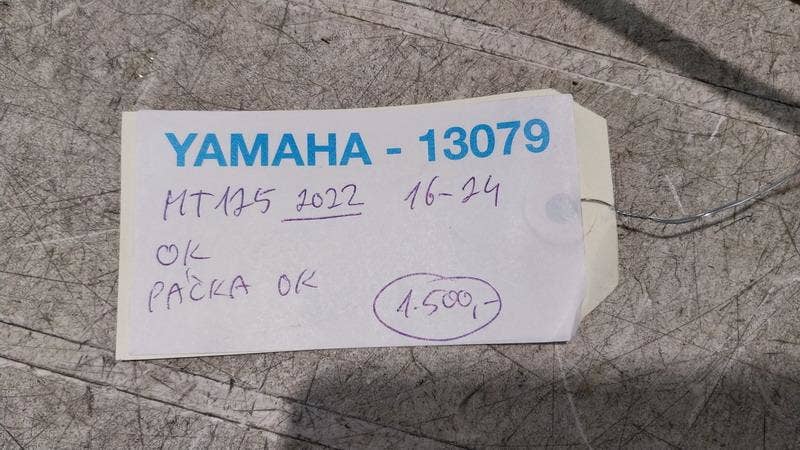 YAMAHA - 13079
MT125 2022 16-24
OK
PÁČKA OK
1.500,-